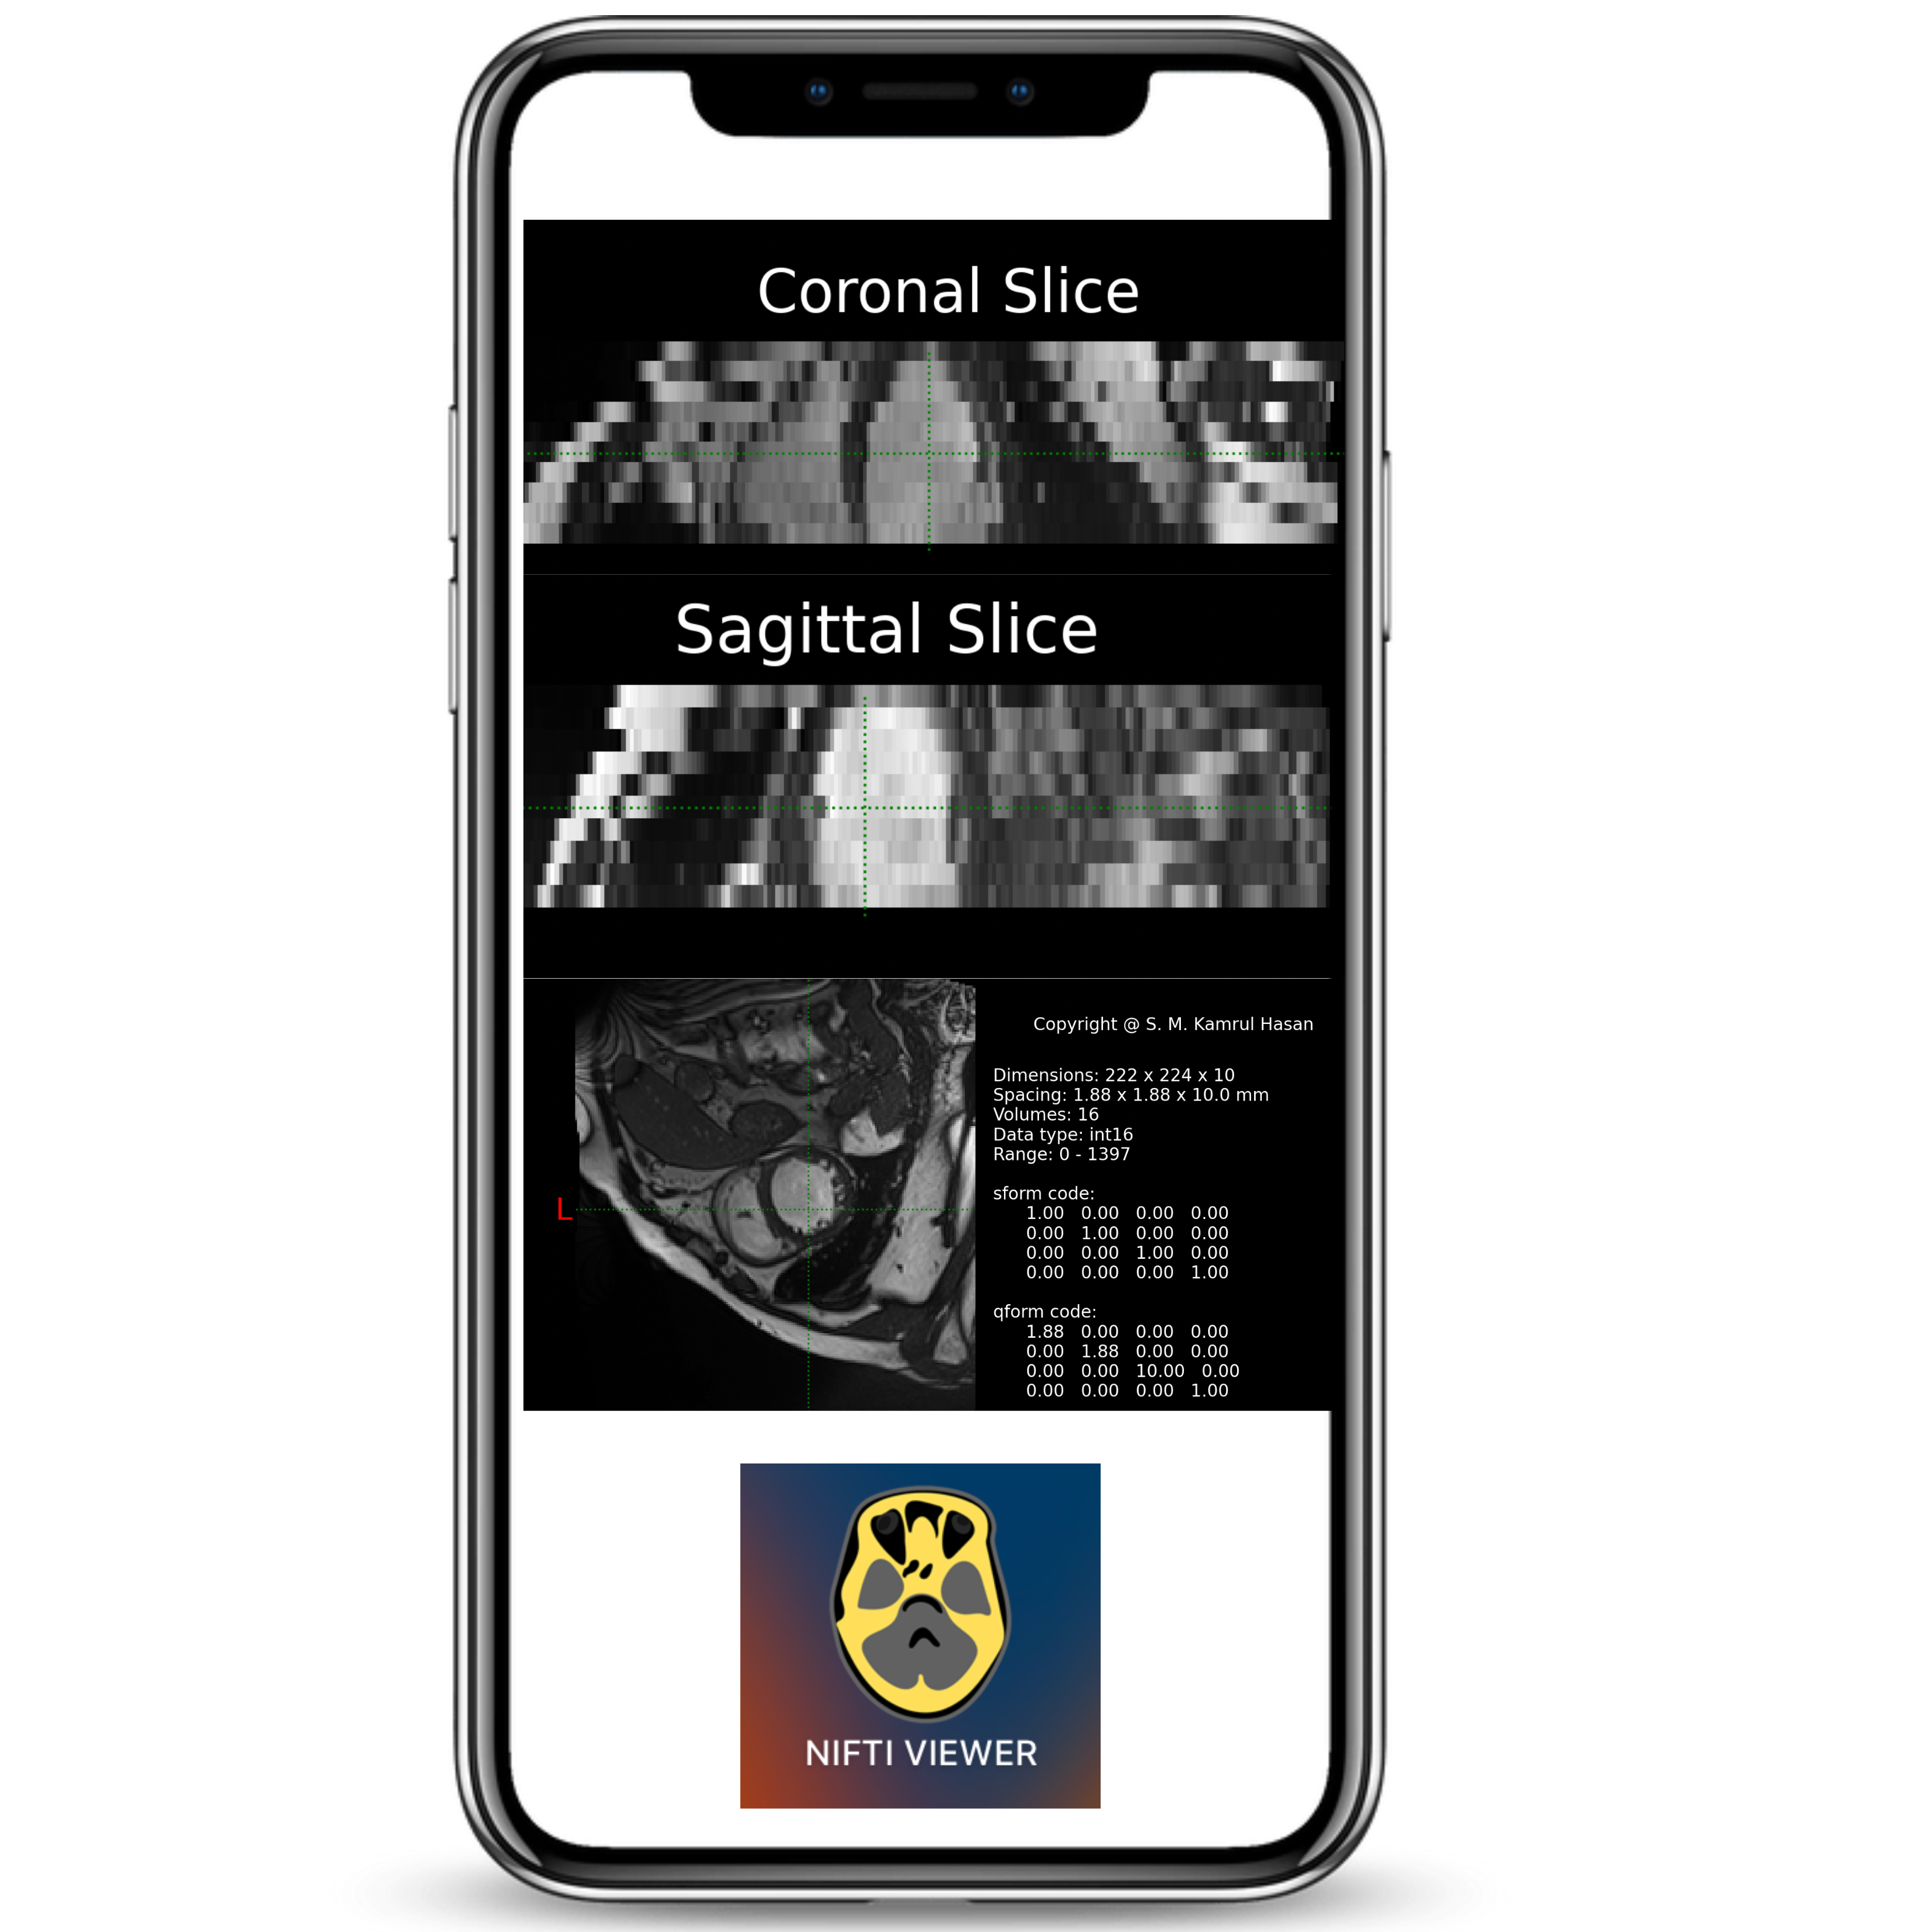 Coronal Slice
Sagittal Slice
L
Copyright @ S. M. Kamrul Hasan
Dimensions: 222 x 224 x 10
Spacing: 1.88 x 1.88 x 10.0 mm
Volumes: 16
Data type: int16
Range: 0 - 1397
sform code:
1.00 0.00 0.00 0.00
0.00 1.00 0.00 0.00
0.00 0.00 1.00 0.00
0.00 0.00 0.00 1.00
qform code:
1.88 0.00 0.00 0.00
0.00 1.88 0.00 0.00
0.00 0.00 10.00 0.00
0.00 0.00 0.00 1.00
NIFTI VIEWER